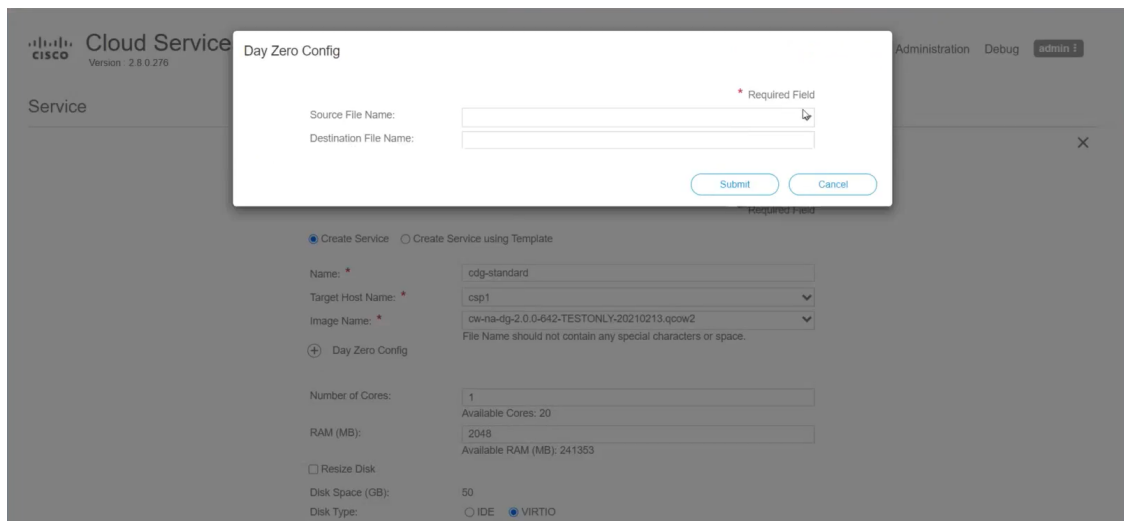 CISCO
Cloud Service
Version : 2.8.0.276
Administration Debug admin
Service
Day Zero Config
* Required Field
Source File Name:
Destination File Name:
Submit Cancel
* Required Field
Create Service Create Service using Template
Name: * cdg-standard
Target Host Name: * csp1
Image Name: * cw-na-dg-2.0.0-642-TESTONLY-20210213.qcow2
File Name should not contain any special characters or space.
Day Zero Config
Number of Cores: 1
Available Cores: 20
RAM (MB): 2048
Available RAM (MB): 241353
Resize Disk
Disk Space (GB): 50
Disk Type: IDE VIRTIO